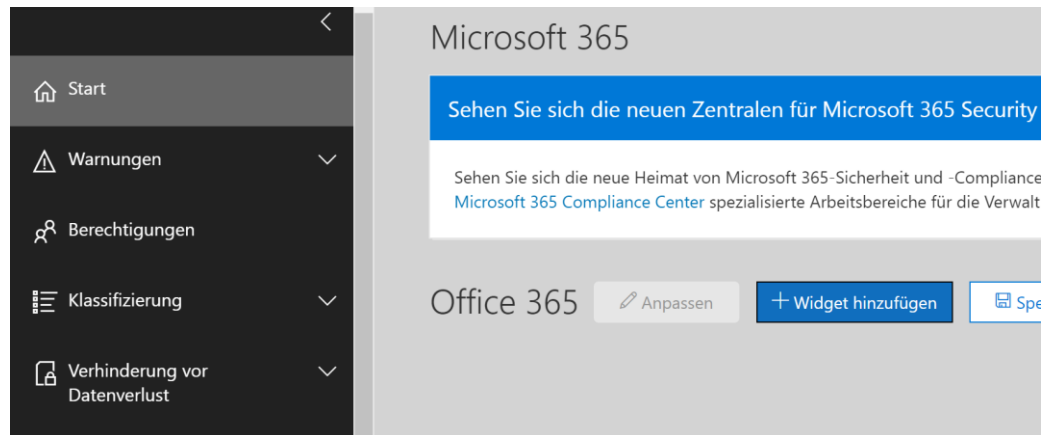 Start
Warnungen
Berechtigungen
Klassifizierung
Verhinderung vor
Datenverlust
Microsoft 365
Sehen Sie sich die neuen Zentralen für Microsoft 365 Security
Sehen Sie sich die neue Heimat von Microsoft 365-Sicherheit und -Compliance
Microsoft 365 Compliance Center spezialisierte Arbeitsbereiche für die Verwalt
Office 365
Anpassen
Widget hinzufügen
Spe